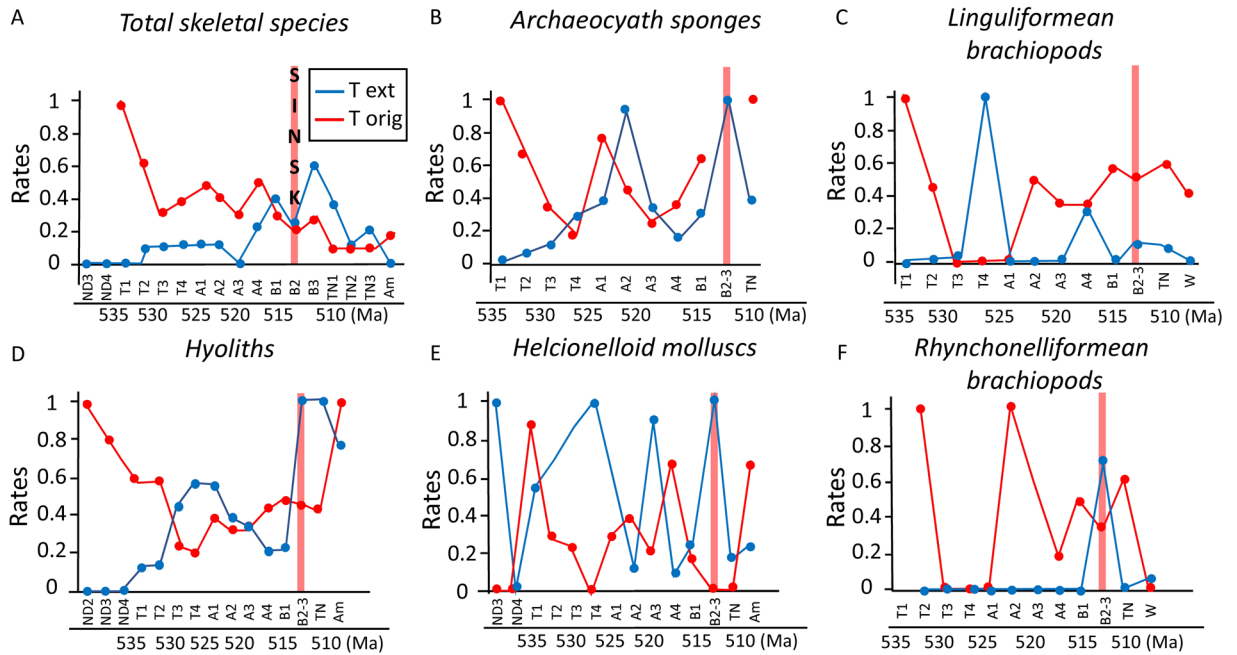 A
Total skeletal species
S
I
N
S
K
T ext
T orig
Rates
1
0.8
0.6
0.4
0.2
0
ND3 ND4 T1 T2 T3 T4 A1 A2 A3 A4 B1 B2 B3 TN1 TN2 TN3 Am
535 530 525 520 515 510 (Ma)
B
Archaeocyath sponges
Rates
1
0.8
0.6
0.4
0.2
0
T1 T2 T3 T4 A1 A2 A3 A4 B1 B2-3 TN
535 530 525 520 515 510 (Ma)
C
Linguliformean
brachiopods
Rates
1
0.8
0.6
0.4
0.2
0
T1 T2 T3 T4 A1 A2 A3 A4 B1 B2-3 TN W
535 530 525 520 515 510 (Ma)
D
Hyoliths
Rates
1
0.8
0.6
0.4
0.2
0
ND2 ND3 ND4 T1 T2 T3 T4 A1 A2 A3 A4 B1 B2-3 TN Am
535 530 525 520 515 510 (Ma)
E
Helcionelloid molluscs
Rates
1
0.8
0.6
0.4
0.2
0
ND3 ND4 T1 T2 T3 T4 A1 A2 A3 A4 B1 B2-3 TN Am
535 530 525 520 515 510 (Ma)
F
Rhynchonelliformean
brachiopods
Rates
1
0.8
0.6
0.4
0.2
0
T1 T2 T3 T4 A1 A2 A3 A4 B1 B2-3 TN W
535 530 525 520 515 510 (Ma)